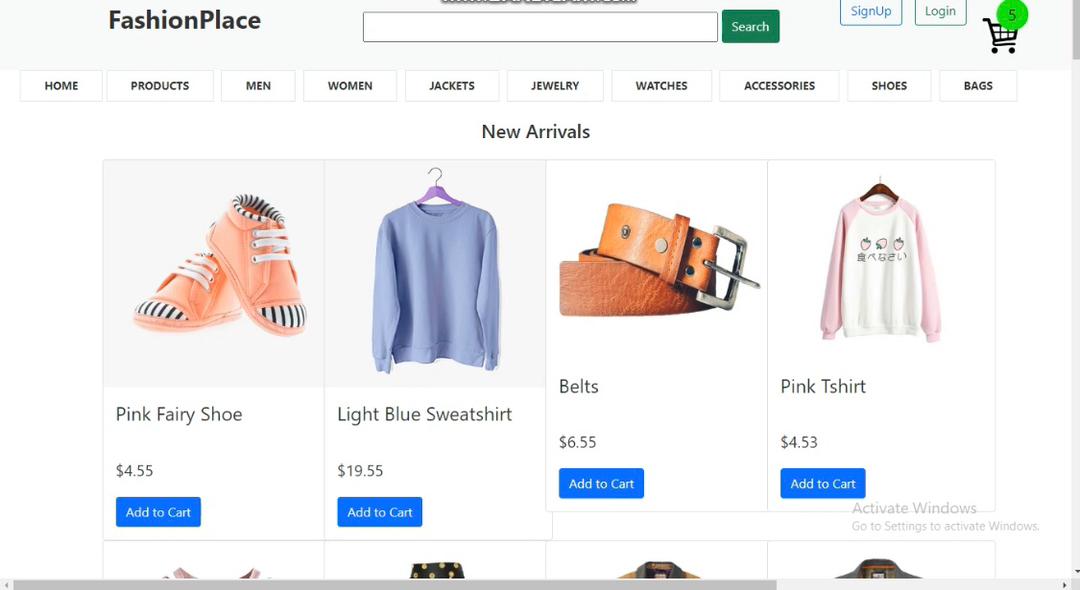 FashionPlace
Search
SignUp
Login
5
HOME
PRODUCTS
MEN
WOMEN
JACKETS
JEWELRY
WATCHES
ACCESSORIES
SHOES
BAGS
New Arrivals
食べなさい
Pink Fairy Shoe
$4.55
Add to Cart
Light Blue Sweatshirt
$19.55
Add to Cart
Belts
$6.55
Add to Cart
Pink Tshirt
$4.53
Add to Cart
Activate Windows
Go to Settings to activate Windows.